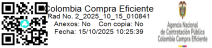 Colombia Compra Eficiente
Rad No. 2_2025_10_15_010841
Anexos: No Con copia: No
Fecha: 15/10/2025 10:25:39
Agencia Nacional
de Contratación Pública
Colombia Compra Eficiente